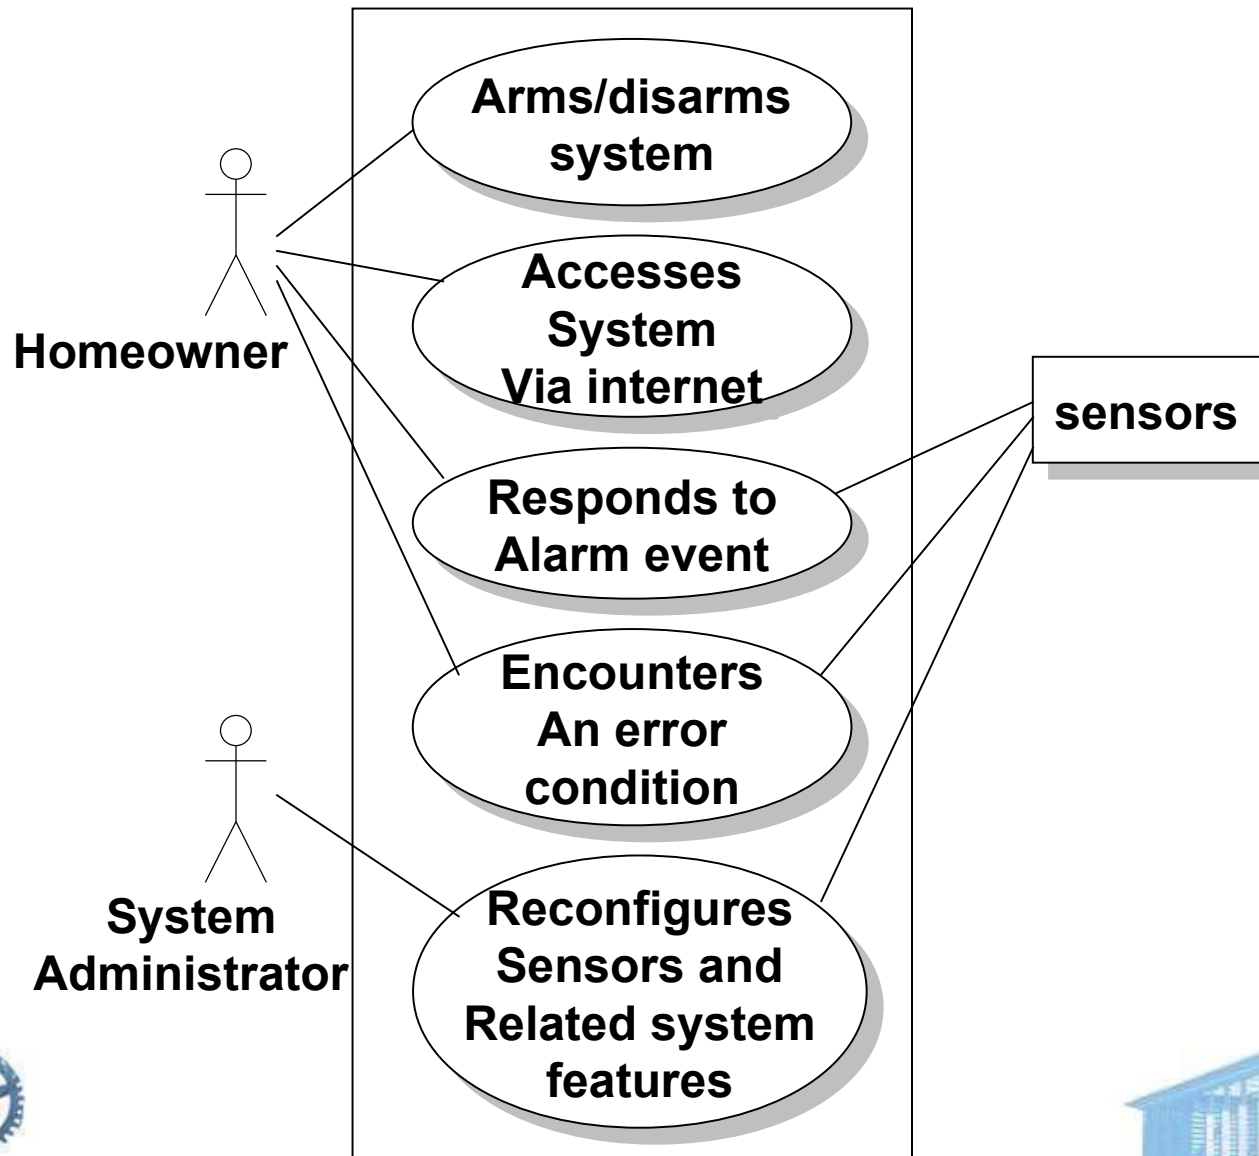 Arms/disarms
system
Homeowner
Accesses
System
Via internet
sensors
Responds to
Alarm event
Encounters
An error
condition
System
Administrator
Reconfigures
Sensors and
Related system
features